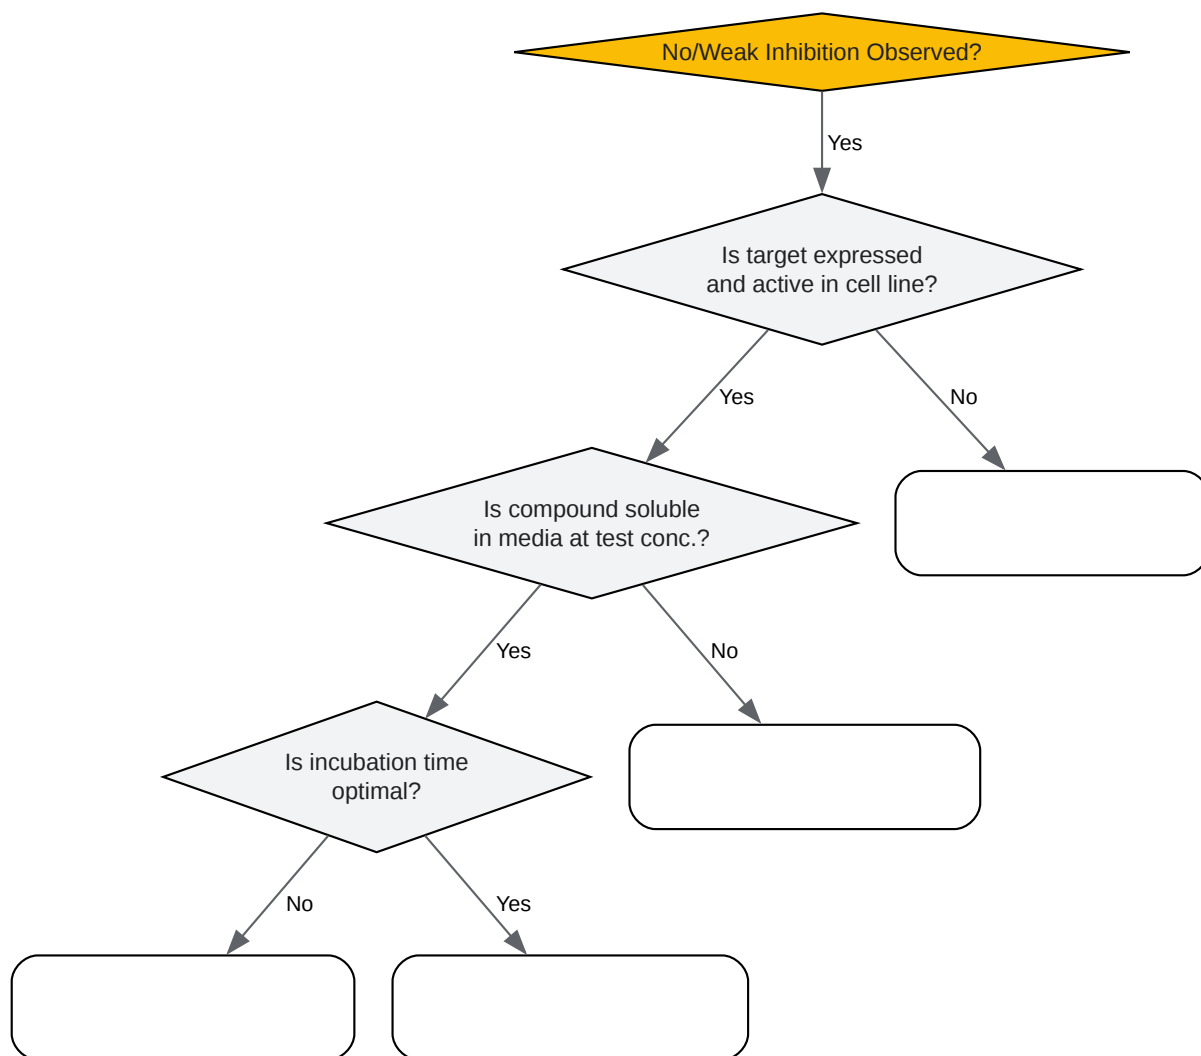 No/Weak Inhibition Observed?
Yes
Is target expressed
and active in cell line?
Yes
No
Is compound soluble
in media at test conc.?
Yes
No
Is incubation time
optimal?
No
Yes